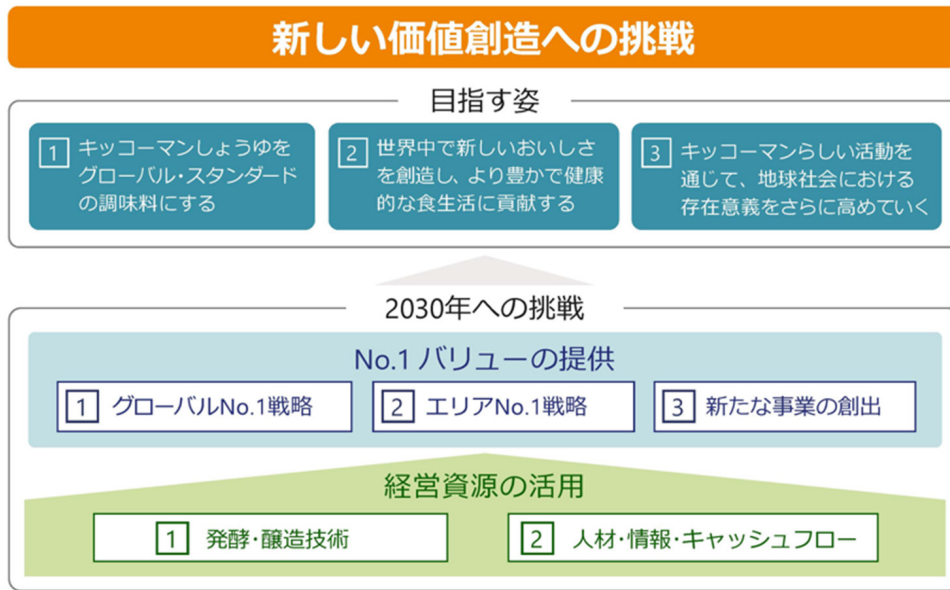 新しい価値創造への挑戦
目指す姿
1 キッコーマンしょうゆを
グローバル・スタンダード
の調味料にする
2 世界中で新しいおいしさ
を創造し、より豊かで健康
的な食生活に貢献する
3 キッコーマンらしい活動を
通じて、地球社会における
存在意義をさらに高めていく
2030年への挑戦
No.1 バリューの提供
1 グローバルNo.1戦略
2 エリアNo.1戦略
3 新たな事業の創出
経営資源の活用
1 発酵・醸造技術
2 人材・情報・キャッシュフロー